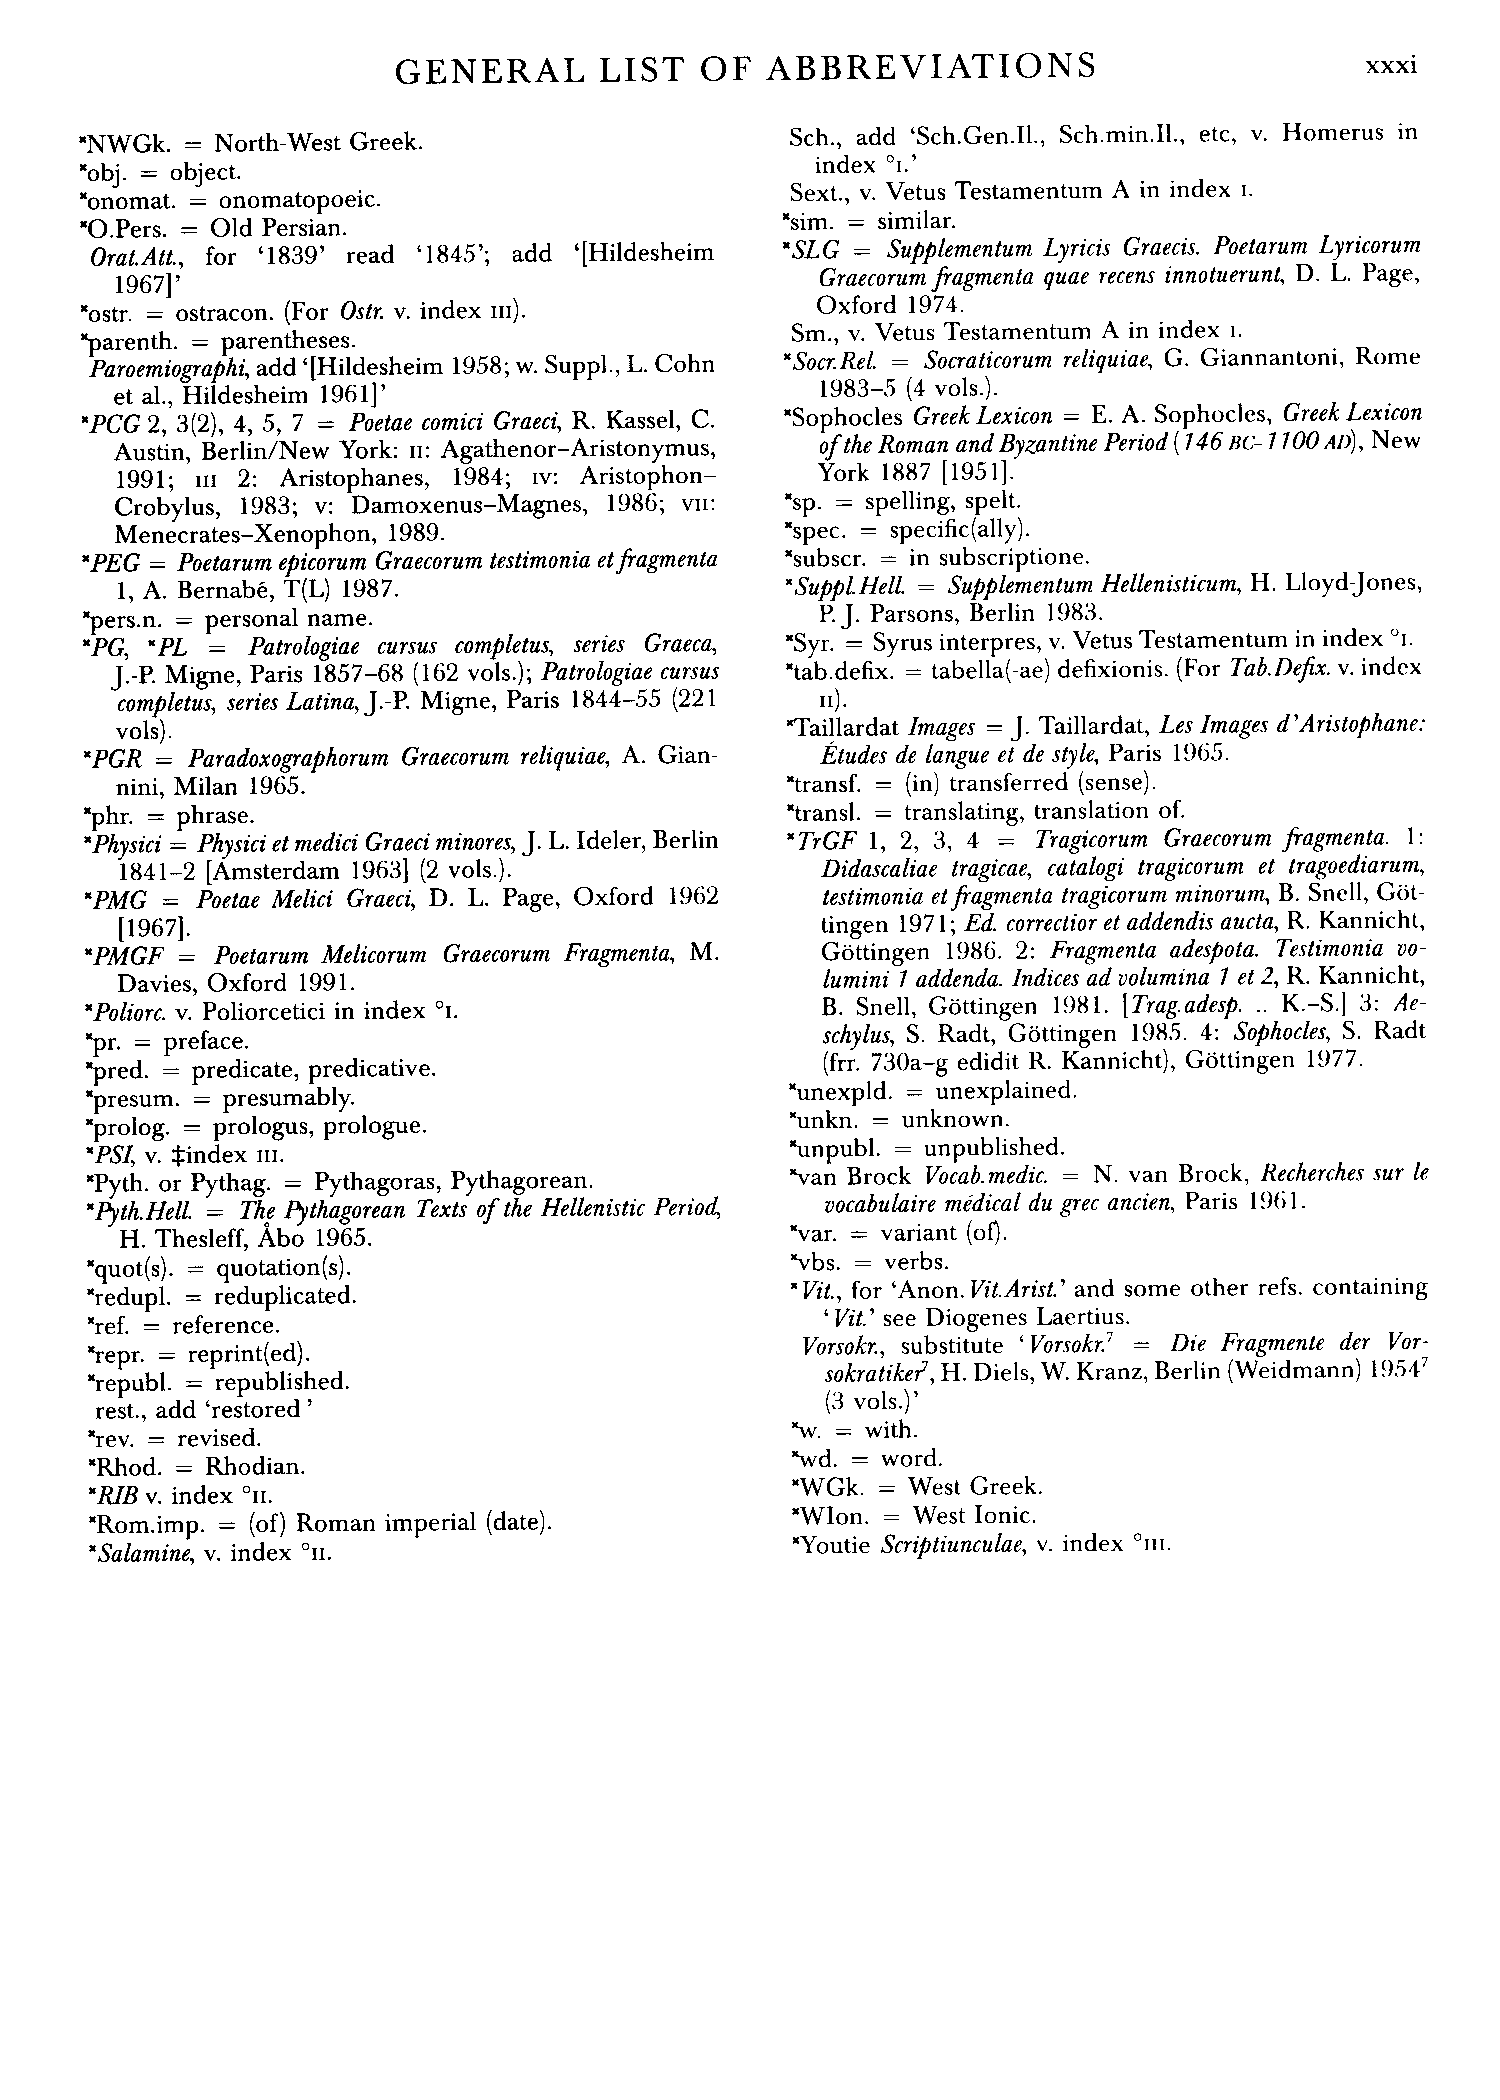 GENERAL LIST OF ABBREVIATIONS
xxxi
*NWGk. = North-West Greek.
*obj. = object.
*onomat. = onomatopoeic.
*O.Pers. = Old Persian.
Orat.Att., for ‘1839’ read ‘1845’; add ‘[Hildesheim
1967]’
*ostr. = ostracon. (For Ostr. v. index III).
*parenth. = parentheses.
Paroemiographi, add ‘[Hildesheim 1958; w. Suppl., L. Cohn
et al., Hildesheim 1961]’
*PCG 2, 3(2), 4, 5, 7 = Poetae comici Graeci, R. Kassel, C.
Austin, Berlin/New York: II: Agathenor–Aristonymus,
1991; III 2: Aristophanes, 1984; IV: Aristophon–
Crobylus, 1983; V: Damoxenus–Magnes, 1986; VII:
Menecrates–Xenophon, 1989.
*PEG = Poetarum epicorum Graecorum testimonia et fragmenta
1, A. Bernabé, T(L) 1987.
*pers.n. = personal name.
*PG, *PL = Patrologiae cursus completus, series Graeca,
J.-P. Migne, Paris 1857–68 (162 vols.); Patrologiae cursus
completus, series Latina, J.-P. Migne, Paris 1844–55 (221
vols).
*PGR = Paradoxographorum Graecorum reliquiae, A. Gian-
nini, Milan 1965.
*phr. = phrase.
*Physici = Physici et medici Graeci minores, J. L. Ideler, Berlin
1841–2 [Amsterdam 1963] (2 vols.).
*PMG = Poetae Melici Graeci, D. L. Page, Oxford 1962
[1967].
*PMGF = Poetarum Melicorum Graecorum Fragmenta, M.
Davies, Oxford 1991.
*Poliorc. v. Poliorcetici in index °I.
*pr. = preface.
*pred. = predicate, predicative.
*presum. = presumably.
*prolog. = prologus, prologue.
*PSI, v. ‡index III.
*Pyth. or Pythag. = Pythagoras, Pythagorean.
*Pyth.Hell. = The Pythagorean Texts of the Hellenistic Period,
H. Thesleff, Åbo 1965.
*quot(s). = quotation(s).
*redupl. = reduplicated.
*ref. = reference.
*repr. = reprint(ed).
*republ. = republished.
rest., add ‘restored’
*rev. = revised.
*Rhod. = Rhodian.
*RIB v. index °II.
*Rom.imp. = (of) Roman imperial (date).
*Salamine, v. index °II.
Sch., add ‘Sch.Gen.Il., Sch.min.Il., etc, v. Homerus in
index °I.’
Sext., v. Vetus Testamentum A in index I.
*sim. = similar.
*SLG = Supplementum Lyricis Graecis. Poetarum Lyricorum
Graecorum fragmenta quae recens innotuerunt, D. L. Page,
Oxford 1974.
Sm., v. Vetus Testamentum A in index I.
*Socr.Rel. = Socraticorum reliquiae, G. Giannantoni, Rome
1983–5 (4 vols.).
*Sophocles Greek Lexicon = E. A. Sophocles, Greek Lexicon
of the Roman and Byzantine Period (146 BC–1100 AD), New
York 1887 [1951].
*sp. = spelling, spelt.
*spec. = specific(ally).
*subscr. = in subscriptione.
*Suppl.Hell. = Supplementum Hellenisticum, H. Lloyd-Jones,
P. J. Parsons, Berlin 1983.
*Syr. = Syrus interpres, v. Vetus Testamentum in index °I.
*tab.defix. = tabella(-ae) defixionis. (For Tab.Defix. v. index
II).
*Taillardat Images = J. Taillardat, Les Images d’Aristophane:
Études de langue et de style, Paris 1965.
*transf. = (in) transferred (sense).
*transl. = translating, translation of.
*TrGF 1, 2, 3, 4 = Tragicorum Graecorum fragmenta. 1:
Didascaliae tragicae, catalogi tragicorum et tragoediarum,
testimonia et fragmenta tragicorum minorum, B. Snell, Göt-
tingen 1971; Ed. correctior et addendis aucta, R. Kannicht,
Göttingen 1986. 2: Fragmenta adespota. Testimonia vo-
lumini 1 addenda. Indices ad volumina 1 et 2, R. Kannicht,
B. Snell, Göttingen 1981. [Trag.adesp. .. K.–S.] 3: Ae-
schylus, S. Radt, Göttingen 1985. 4: Sophocles, S. Radt
(frr. 730a–g edidit R. Kannicht), Göttingen 1977.
*unexpld. = unexplained.
*unkn. = unknown.
*unpubl. = unpublished.
*van Brock Vocab.medic. = N. van Brock, Recherches sur le
vocabulaire médical du grec ancien, Paris 1961.
*var. = variant (of).
*vbs. = verbs.
*Vit., for ‘Anon. Vit.Arist.’ and some other refs. containing
‘Vit.’ see Diogenes Laertius.
Vorsokr., substitute ‘Vorsokr.⁷ = Die Fragmente der Vor-
sokratiker⁷, H. Diels, W. Kranz, Berlin (Weidmann) 1954⁷
(3 vols.)’
*w. = with.
*wd. = word.
*WGk. = West Greek.
*WIon. = West Ionic.
*Youtie Scriptiunculae, v. index °III.